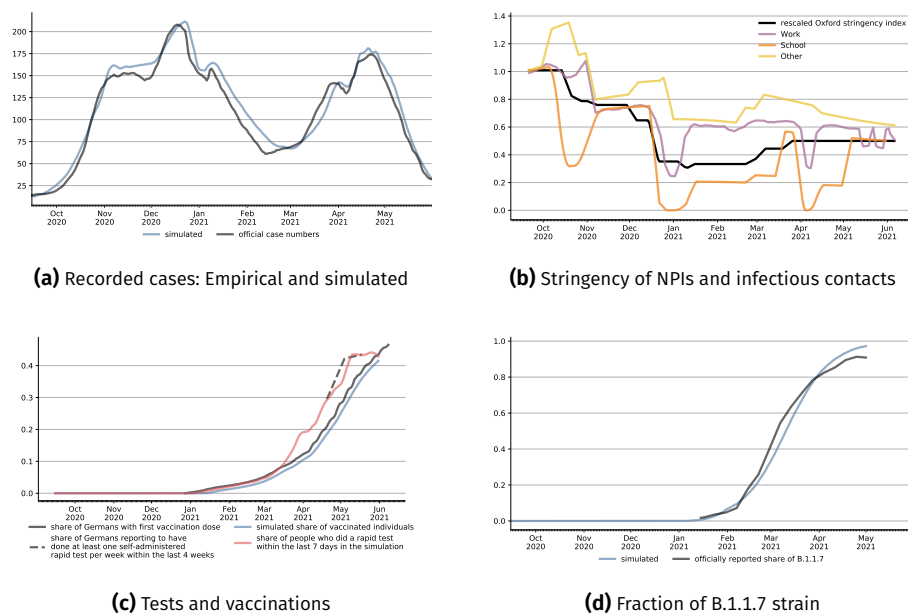 200
175
150
125
100
75
50
25
Oct
2020
Nov
2020
Dec
2020
Jan
2021
Feb
2021
Mar
2021
Apr
2021
May
2021
simulated
official case numbers
(a) Recorded cases: Empirical and simulated
1.4
1.2
1.0
0.8
0.6
0.4
0.2
0.0
rescaled Oxford stringency index
Work
School
Other
Oct
2020
Nov
2020
Dec
2020
Jan
2021
Feb
2021
Mar
2021
Apr
2021
May
2021
Jun
2021
(b) Stringency of NPIs and infectious contacts
0.4
0.3
0.2
0.1
0.0
Oct
2020
Nov
2020
Dec
2020
Jan
2021
Feb
2021
Mar
2021
Apr
2021
May
2021
Jun
2021
share of Germans with first vaccination dose
share of Germans reporting to have
done at least one self-administered
rapid test per week within the last 4 weeks
simulated share of vaccinated individuals
share of people who did a rapid test
within the last 7 days in the simulation
(c) Tests and vaccinations
1.0
0.8
0.6
0.4
0.2
0.0
Oct
2020
Nov
2020
Dec
2020
Jan
2021
Feb
2021
Mar
2021
Apr
2021
May
2021
simulated
officially reported share of B.1.1.7
(d) Fraction of B.1.1.7 strain